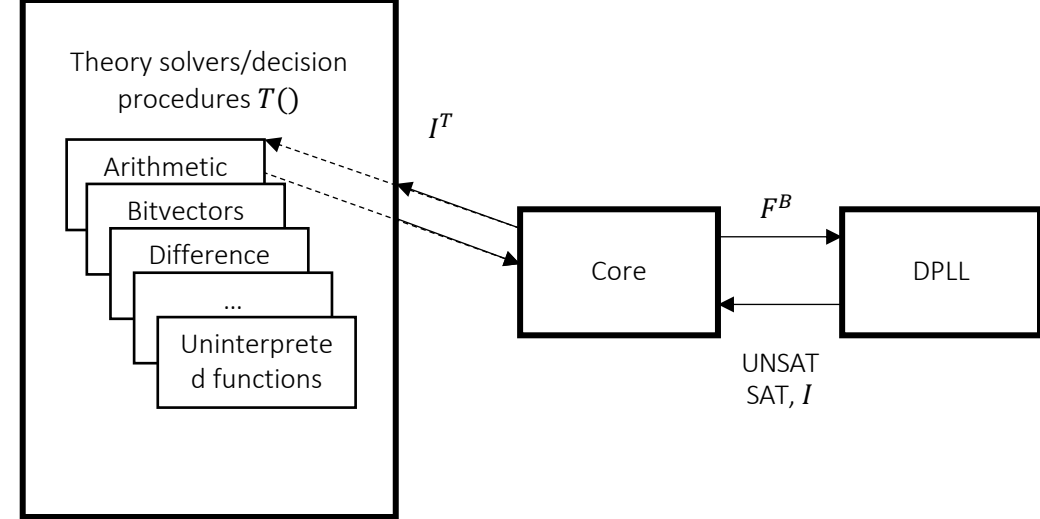 Theory solvers/decision
procedures T()
Arithmetic
Bitvectors
Difference
...
Uninterprete
d functions
I^T
Core
F^B
DPLL
UNSAT
SAT, I